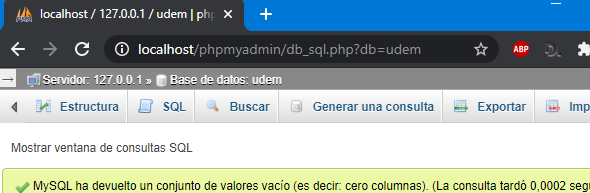 localhost / 127.0.0.1 / udem | php
localhost/phpmyadmin/db_sql.php?db=udem
ABP
Servidor: 127.0.0.1 » Base de datos: udem
Estructura SQL Buscar Generar una consulta Exportar Imp
Mostrar ventana de consultas SQL
MySQL ha devuelto un conjunto de valores vacío (es decir: cero columnas). (La consulta tardó 0,0002 segu